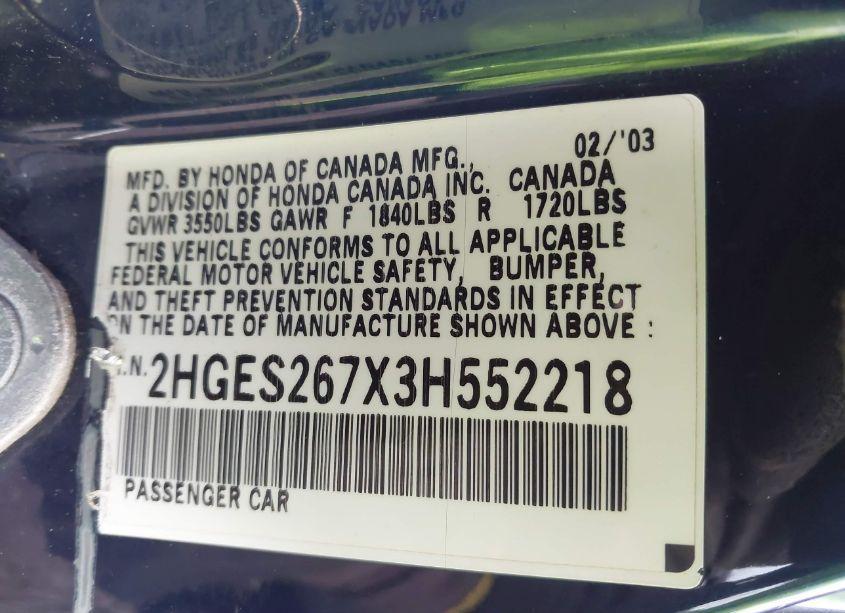 02/'03
MFD. BY HONDA OF CANADA MFG.,
A DIVISION OF HONDA CANADA INC. CANADA
GVWR 3550LBS GAWR F 1840LBS R 1720LBS
THIS VEHICLE CONFORMS TO ALL APPLICABLE
FEDERAL MOTOR VEHICLE SAFETY, BUMPER,
AND THEFT PREVENTION STANDARDS IN EFFECT
ON THE DATE OF MANUFACTURE SHOWN ABOVE :
.N. 2HGES267X3H552218
PASSENGER CAR